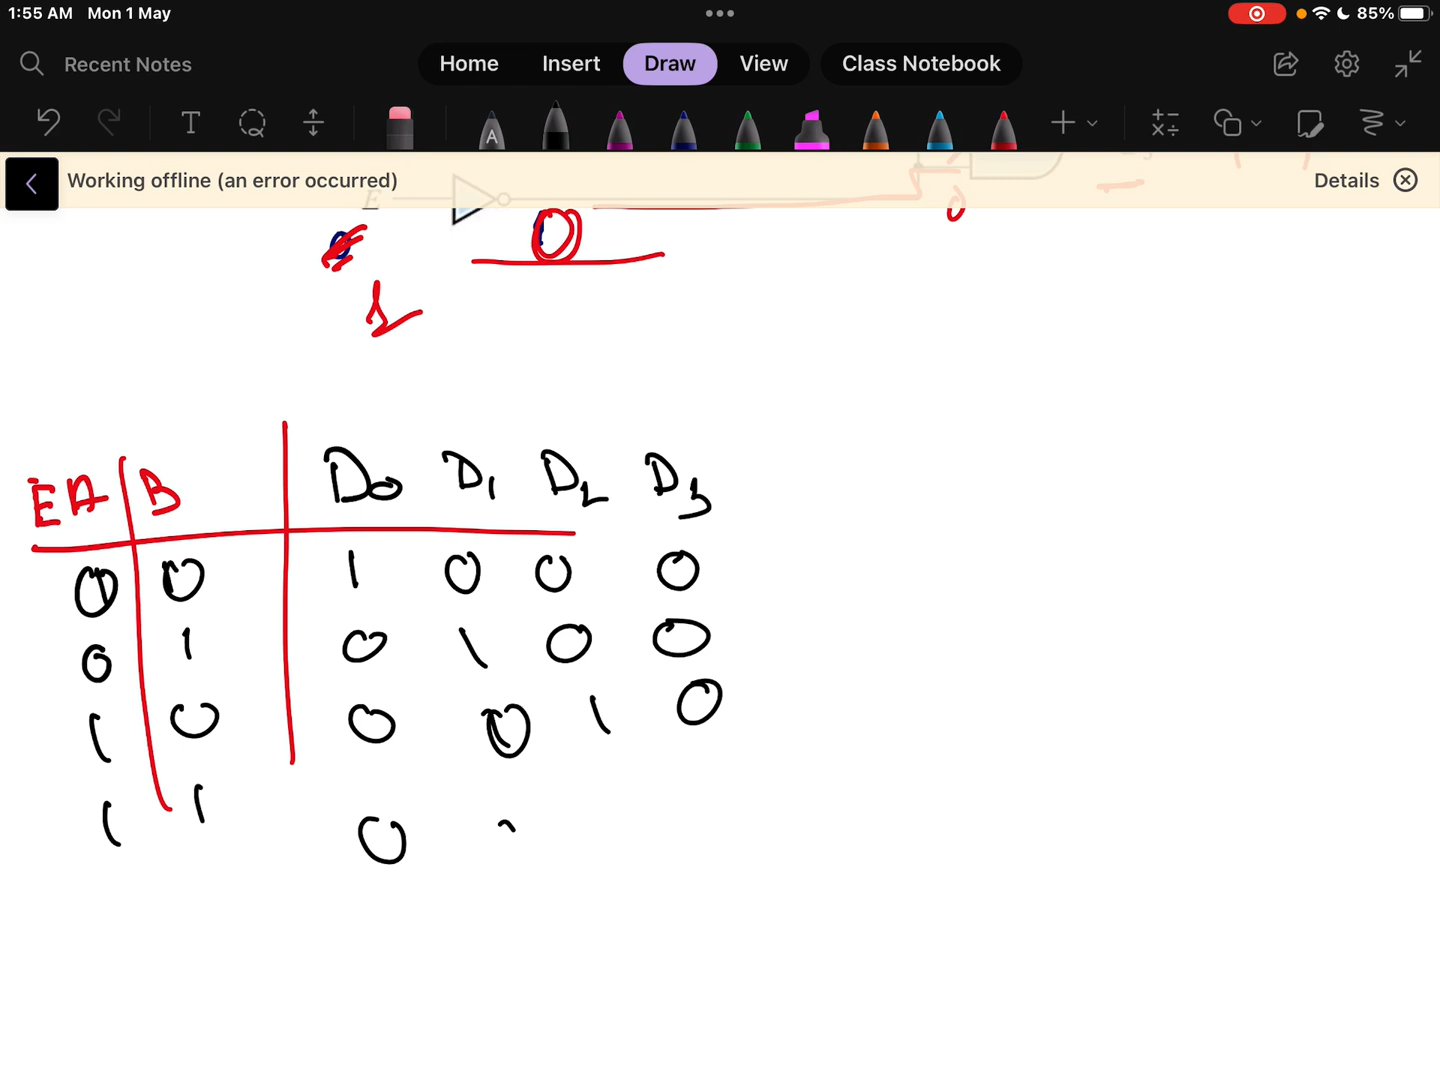 1:55 AM Mon 1 May 85%
Recent Notes Home Insert Draw View Class Notebook
T A
Working offline (an error occurred) Details
E
0
1
E A B D0 D1 D2 D3
0 0 1 0 0 0
0 1 0 1 0 0
1 0 0 0 1 0
1 1 0